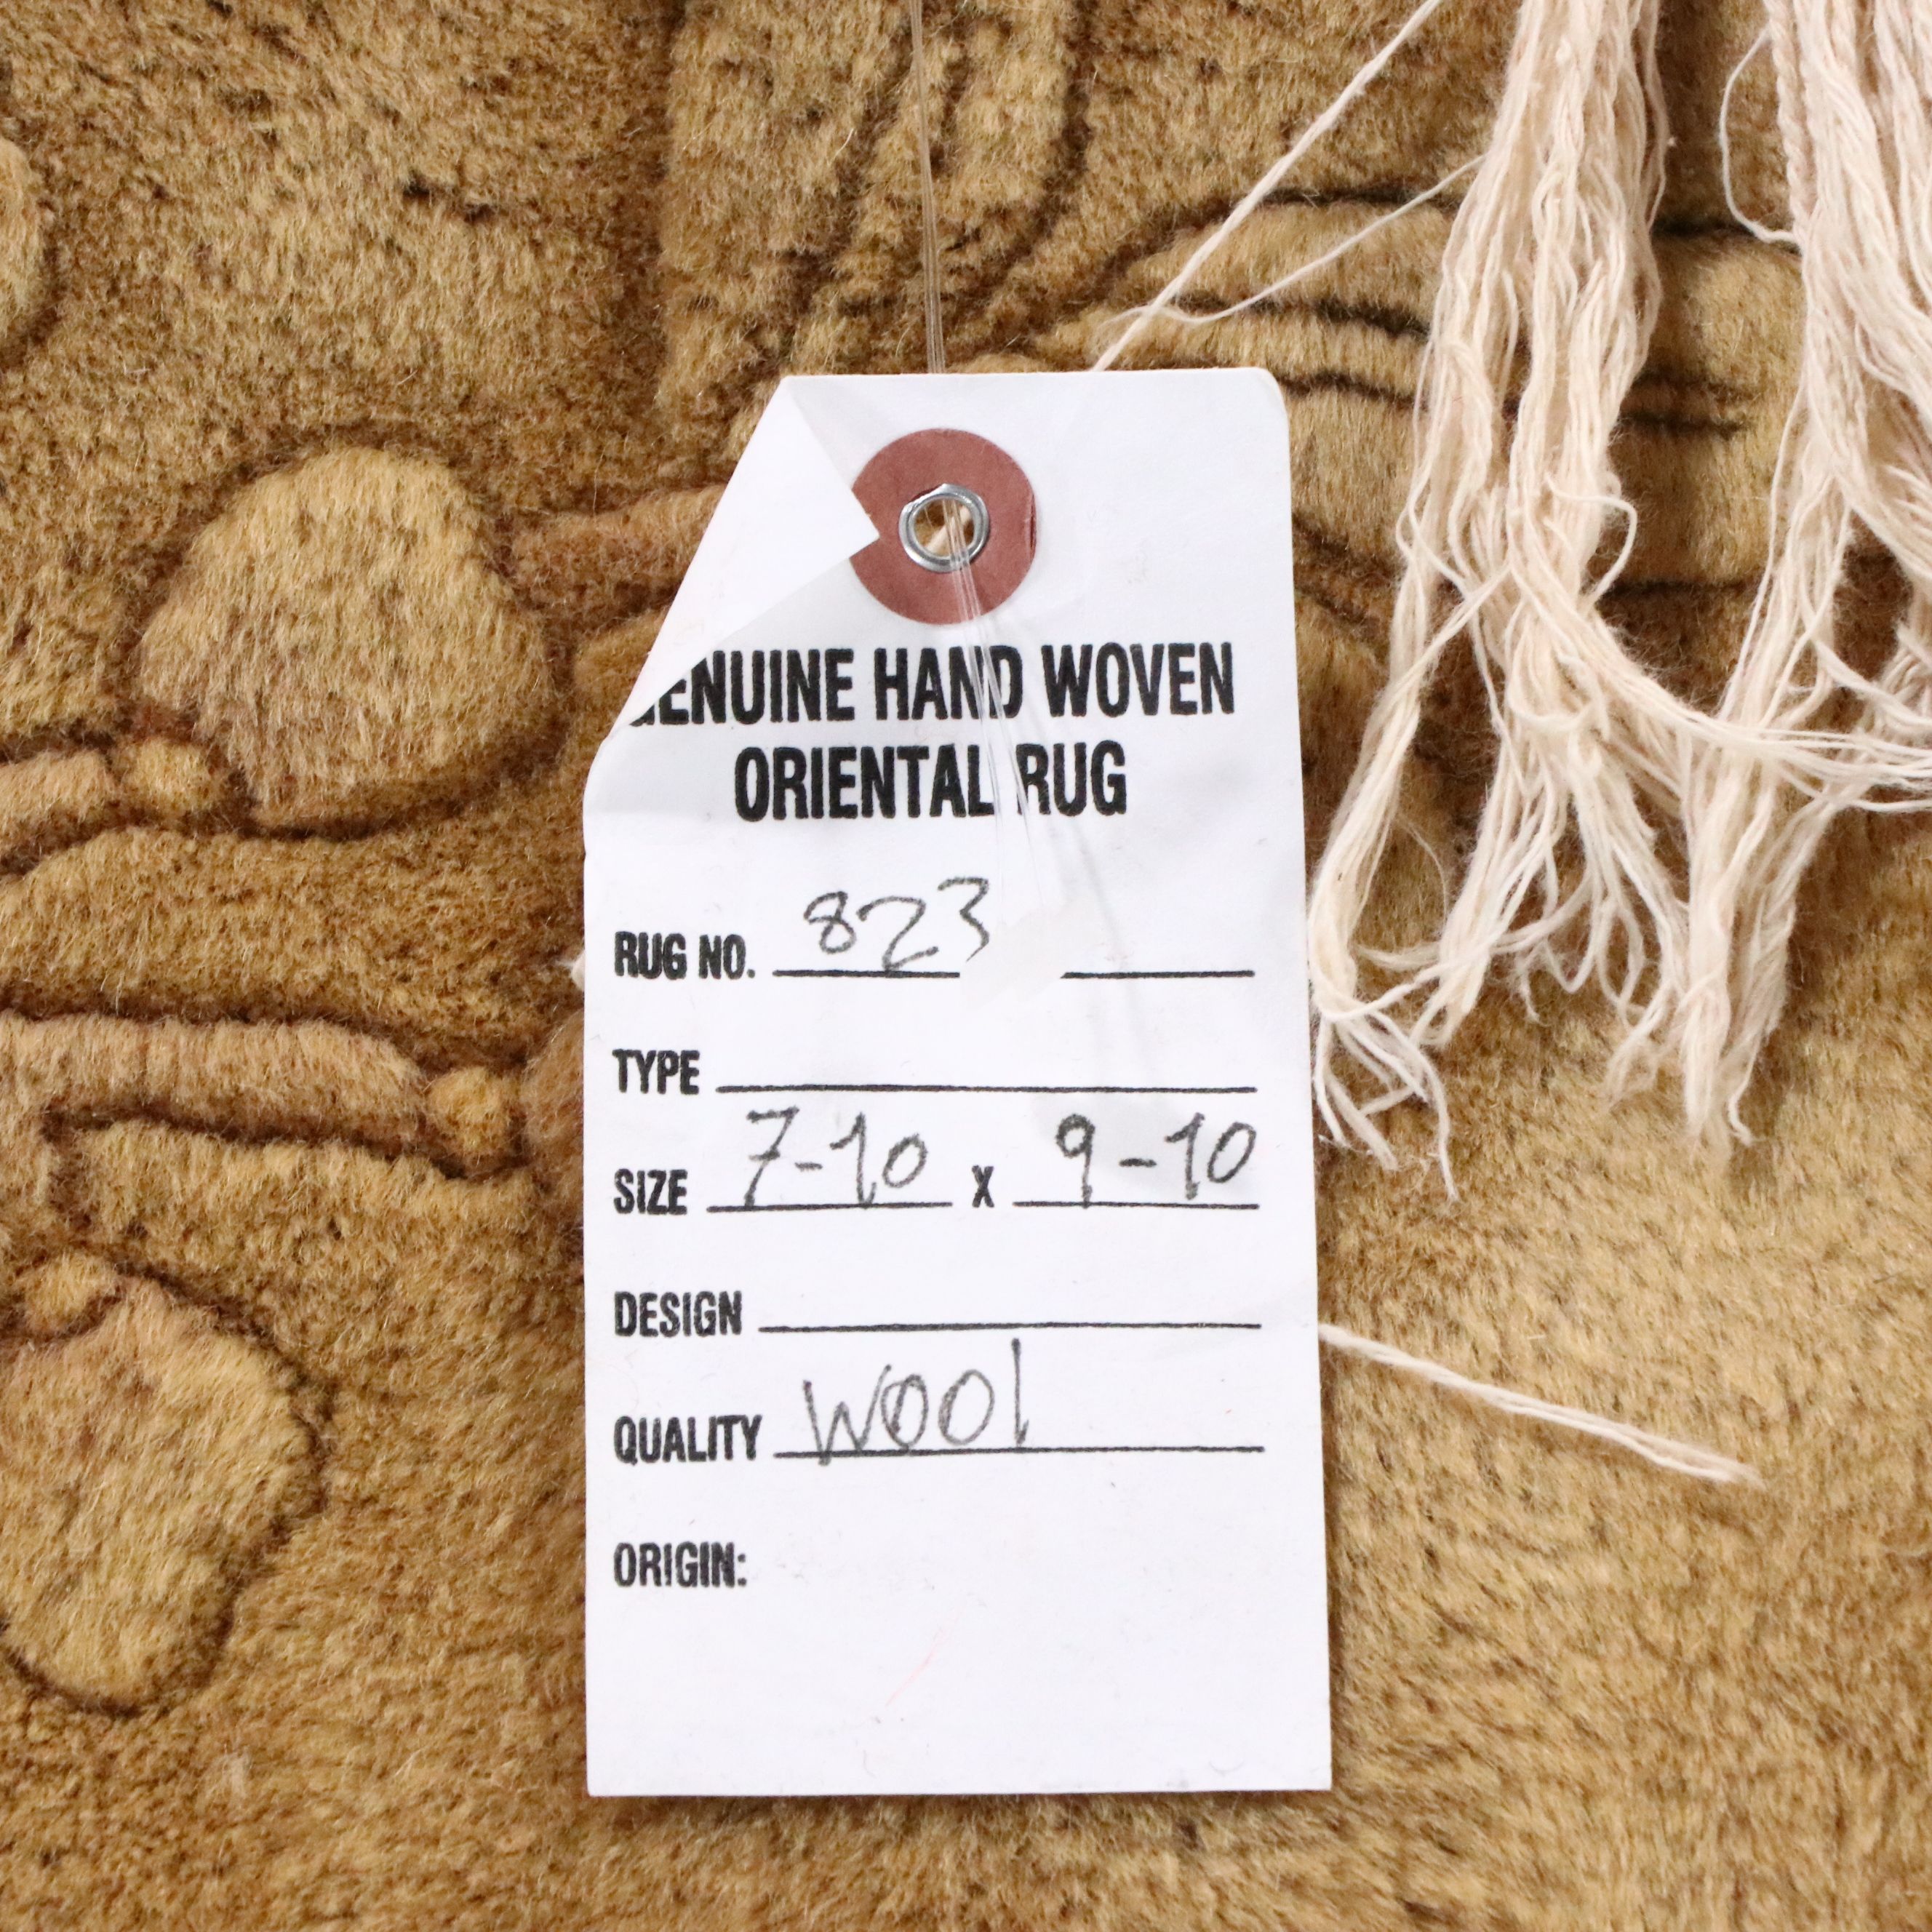 GENUINE HAND WOVEN
ORIENTAL RUG
RUG NO. 823
TYPE
SIZE 7-10 X 9-10
DESIGN
QUALITY WOOl
ORIGIN: